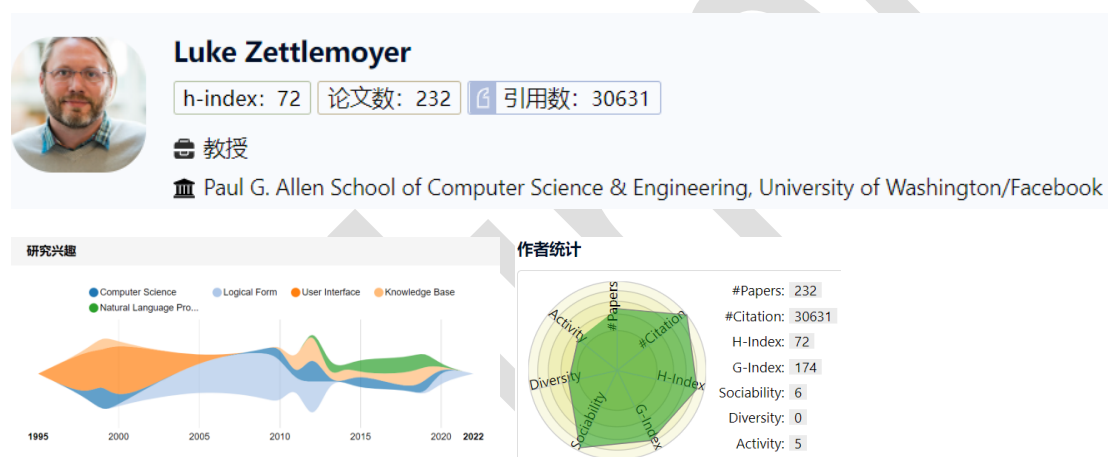 Luke Zettlemoyer
h-index: 72 论文数: 232 引用数: 30631
教授
Paul G. Allen School of Computer Science & Engineering, University of Washington/Facebook
研究兴趣
Computer Science Logical Form User Interface Knowledge Base
Natural Language Pro...
1995 2000 2005 2010 2015 2020 2022
作者统计
#Papers
#Citation
H-Index
G-Index
Sociability
Diversity
Activity
#Papers: 232
#Citation: 30631
H-Index: 72
G-Index: 174
Sociability: 6
Diversity: 0
Activity: 5